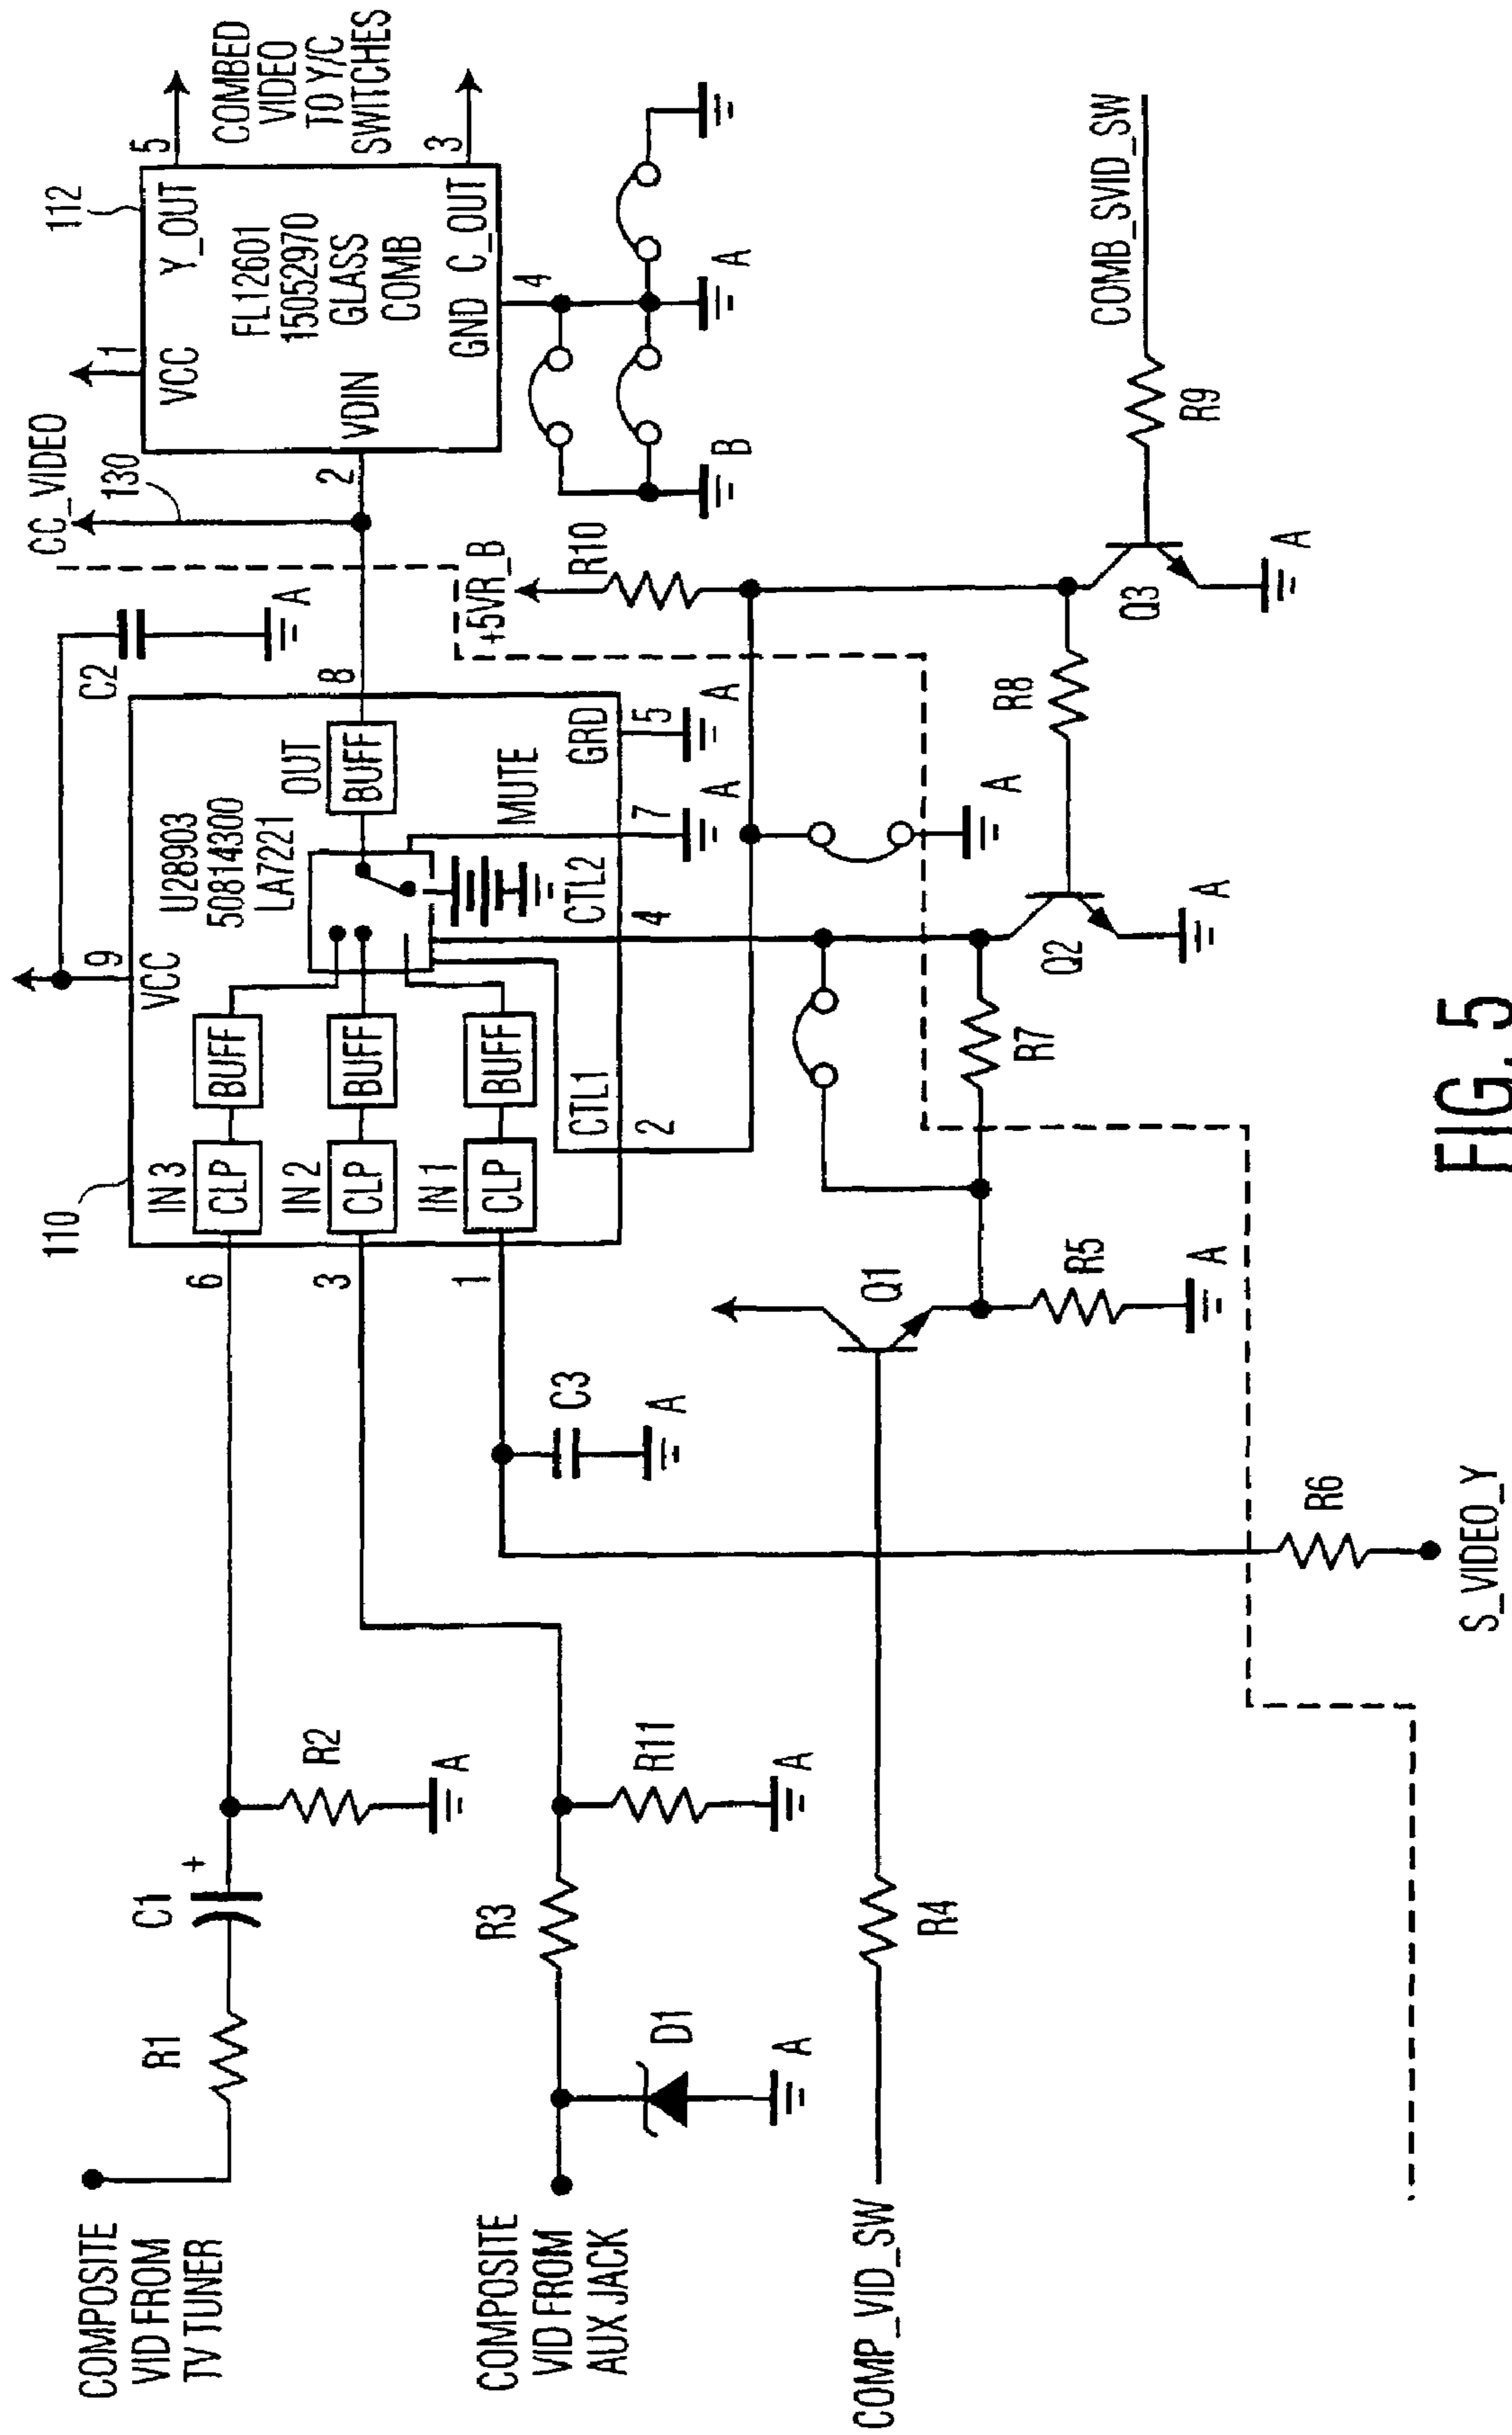 COMPOSITE
VID FROM
TV TUNER
R1
C1
+
R2
A
COMPOSITE
VID FROM
AUX JACK
D1
A
R3
R11
A
COMP_VID_SW
R4
S_VIDEO_Y
R6
C3
A
Q1
R5
A
110
6
3
1
IN 3
CLP
BUFF
IN 2
CLP
BUFF
IN 1
CLP
BUFF
9
VCC
U28903
50814300
LA7221
OUT
BUFF
MUTE
CTL1
CTL2
GRD
2
4
7
5
A
A
8
C2
A
CC_VIDEO
130
2
112
1
VCC
VDIN
Y_OUT
FL12601
15052970
GLASS
COMB
GND
C_OUT
5
3
4
COMBED
VIDEO
TO Y/C
SWITCHES
B
A
+5VR_B
R10
A
R7
Q2
A
R8
Q3
A
R9
COMB_SVID_SW
FIG. 5